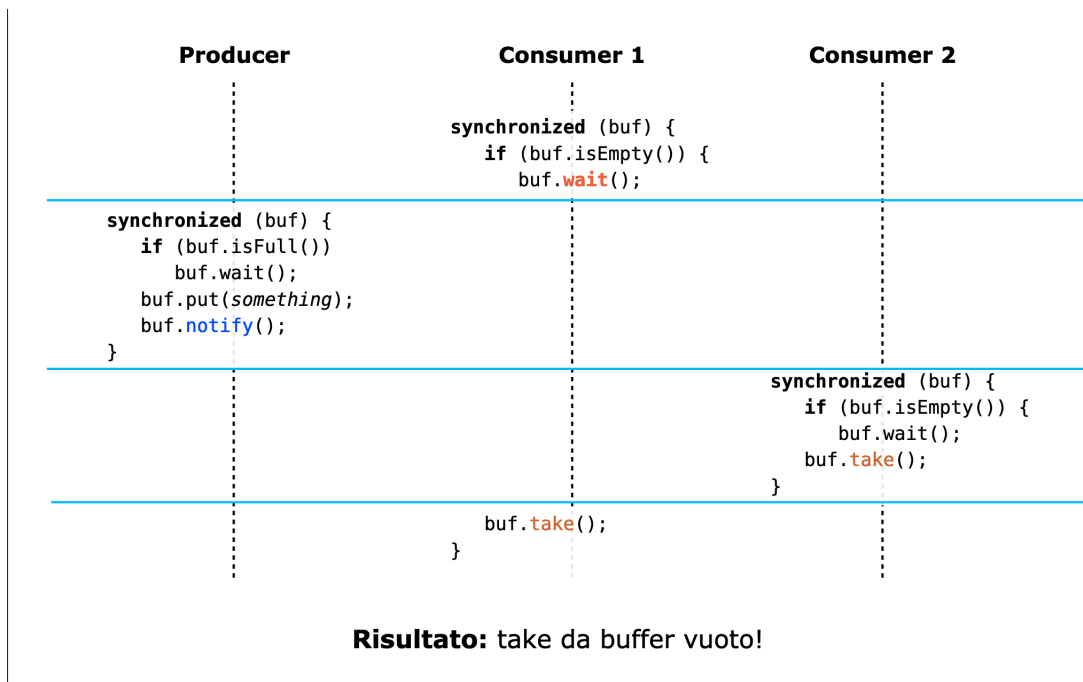 Producer
Consumer 1
Consumer 2
synchronized (buf) {
if (buf.isEmpty()) {
buf.wait();
synchronized (buf) {
if (buf.isFull())
buf.wait();
buf.put(something);
buf.notify();
}
synchronized (buf) {
if (buf.isEmpty()) {
buf.wait();
buf.take();
}
buf.take();
}
Risultato: take da buffer vuoto!